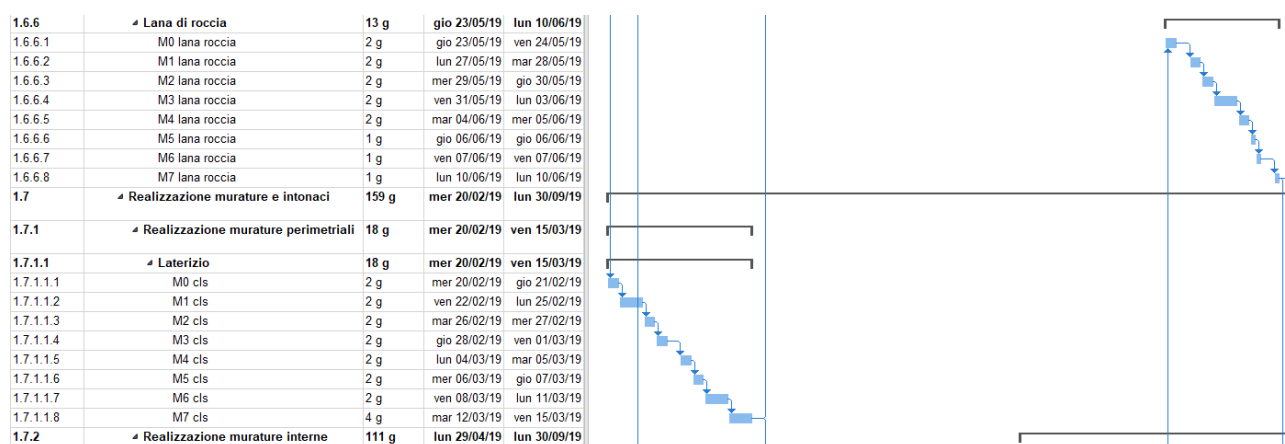 1.6.6 Lana di roccia 13 g gio 23/05/19 lun 10/06/19
1.6.6.1 M0 lana roccia 2 g gio 23/05/19 ven 24/05/19
1.6.6.2 M1 lana roccia 2 g lun 27/05/19 mar 28/05/19
1.6.6.3 M2 lana roccia 2 g mer 29/05/19 gio 30/05/19
1.6.6.4 M3 lana roccia 2 g ven 31/05/19 lun 03/06/19
1.6.6.5 M4 lana roccia 2 g mar 04/06/19 mer 05/06/19
1.6.6.6 M5 lana roccia 1 g gio 06/06/19 gio 06/06/19
1.6.6.7 M6 lana roccia 1 g ven 07/06/19 ven 07/06/19
1.6.6.8 M7 lana roccia 1 g lun 10/06/19 lun 10/06/19
1.7 Realizzazione murature e intonaci 159 g mer 20/02/19 lun 30/09/19
1.7.1 Realizzazione murature perimetriali 18 g mer 20/02/19 ven 15/03/19
1.7.1.1 Laterizio 18 g mer 20/02/19 ven 15/03/19
1.7.1.1.1 M0 cls 2 g mer 20/02/19 gio 21/02/19
1.7.1.1.2 M1 cls 2 g ven 22/02/19 lun 25/02/19
1.7.1.1.3 M2 cls 2 g mar 26/02/19 mer 27/02/19
1.7.1.1.4 M3 cls 2 g gio 28/02/19 ven 01/03/19
1.7.1.1.5 M4 cls 2 g lun 04/03/19 mar 05/03/19
1.7.1.1.6 M5 cls 2 g mer 06/03/19 gio 07/03/19
1.7.1.1.7 M6 cls 2 g ven 08/03/19 lun 11/03/19
1.7.1.1.8 M7 cls 4 g mar 12/03/19 ven 15/03/19
1.7.2 Realizzazione murature interne 111 g lun 29/04/19 lun 30/09/19